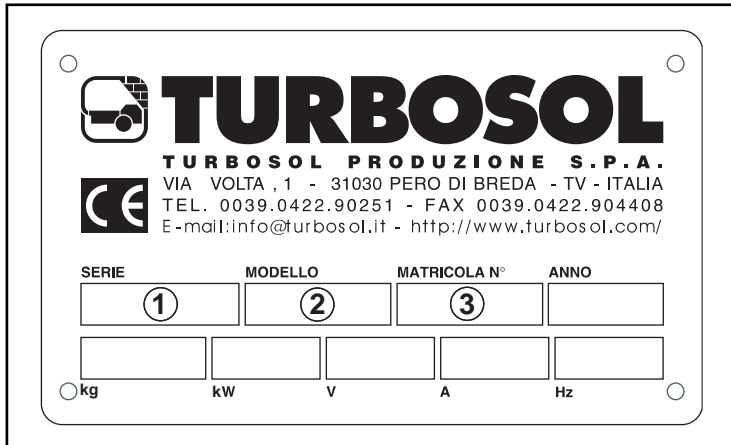 TURBOSOL
TURBOSOL PRODUZIONE S.P.A.
VIA VOLTA , 1 - 31030 PERO DI BREDA - TV - ITALIA
TEL. 0039.0422.90251 - FAX 0039.0422.904408
E-mail:info@turbosol.it - http://www.turbosol.com/
CE
SERIE MODELLO MATRICOLA N° ANNO
1 2 3
kg kW V A Hz